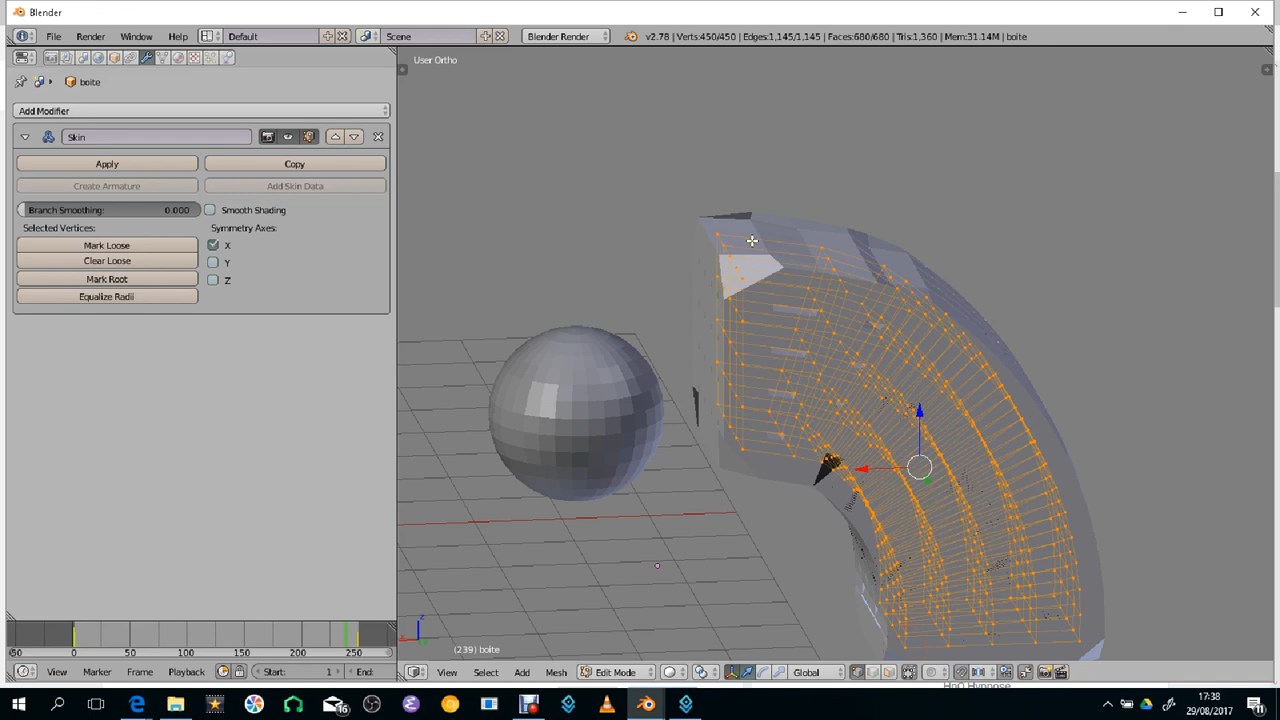 Blender
File Render Window Help Default Scene Blender Render v2.78 | Verts:450/450 | Edges:1,145/1,145 | Faces:680/680 | Tris:1,360 | Mem:31.14M | boite
User Ortho
boite
Add Modifier
Skin
Apply Copy
Create Armature Add Skin Data
Branch Smoothing: 0.000 Smooth Shading
Selected Vertices: Symmetry Axes:
Mark Loose X
Clear Loose Y
Mark Root Z
Equalize Radii
z
x
-50 0 50 100 150 200 250
(239) boite
View Marker Frame Playback Start: 1 End:
View Select Add Mesh Edit Mode Global
HnO Hypnose
16
17:38
29/08/2017
11